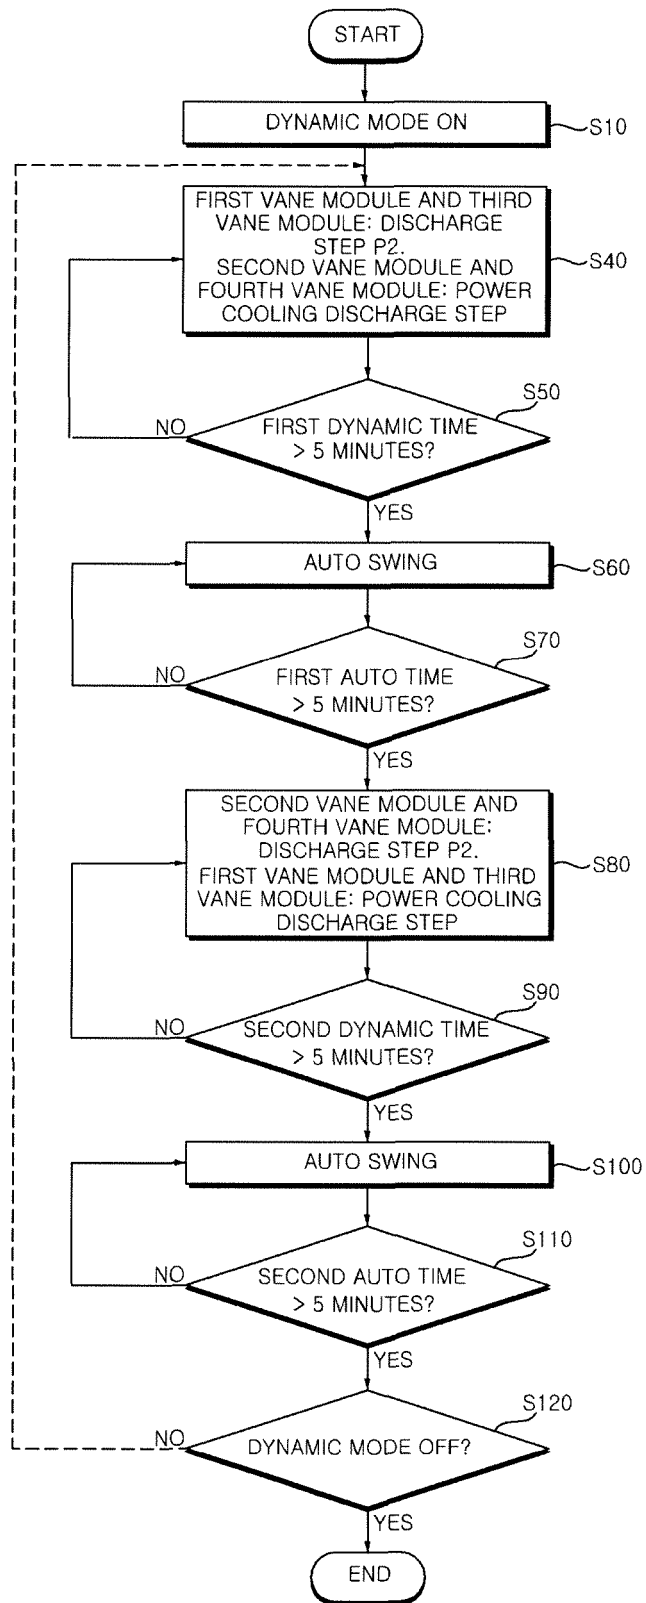 START
DYNAMIC MODE ON
S10
FIRST VANE MODULE AND THIRD
VANE MODULE: DISCHARGE
STEP P2.
SECOND VANE MODULE AND
FOURTH VANE MODULE: POWER
COOLING DISCHARGE STEP
S40
S50
FIRST DYNAMIC TIME
> 5 MINUTES?
NO
YES
AUTO SWING
S60
S70
FIRST AUTO TIME
> 5 MINUTES?
NO
YES
SECOND VANE MODULE AND
FOURTH VANE MODULE:
DISCHARGE STEP P2.
FIRST VANE MODULE AND THIRD
VANE MODULE: POWER COOLING
DISCHARGE STEP
S80
S90
SECOND DYNAMIC TIME
> 5 MINUTES?
NO
YES
AUTO SWING
S100
S110
SECOND AUTO TIME
> 5 MINUTES?
NO
YES
S120
DYNAMIC MODE OFF?
NO
YES
END